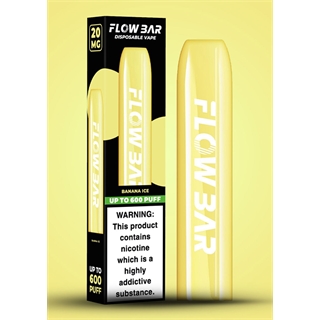 20
MG
FLOW BAR
DISPOSABLE VAPE
FLOW BAR
BANANA ICE
UP TO 600 PUFF
WARNING:
This product
contains
nicotine
which is a
highly
addictive
substance.
UP TO
600
PUFF
FLOW BAR